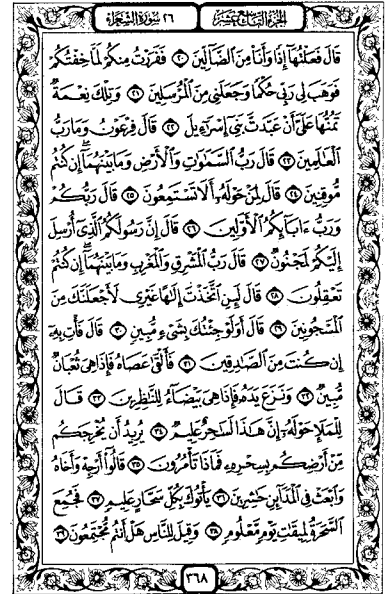 الجزء التاسع عشر
٢٦ سورة الشعراء
قَالَ فَعَلْتُهَآ إِذًا وَأَنَا۠ مِنَ ٱلضَّآلِّينَ ٢٠ فَفَرَرْتُ مِنكُمْ لَمَّا خِفْتُكُمْ
فَوَهَبَ لِى رَبِّى حُكْمًا وَجَعَلَنِى مِنَ ٱلْمُرْسَلِينَ ٢١ وَتِلْكَ نِعْمَةٌ
تَمُنُّهَا عَلَىَّ أَنْ عَبَّدتَّ بَنِىٓ إِسْرَٰٓءِيلَ ٢٢ قَالَ فِرْعَوْنُ وَمَا رَبُّ
ٱلْعَٰلَمِينَ ٢٣ قَالَ رَبُّ ٱلسَّمَٰوَٰتِ وَٱلْأَرْضِ وَمَا بَيْنَهُمَآ ۖ إِن كُنتُم
مُّوقِنِينَ ٢٤ قَالَ لِمَنْ حَوْلَهُۥٓ أَلَا تَسْتَمِعُونَ ٢٥ قَالَ رَبُّكُمْ
وَرَبُّ ءَابَآئِكُمُ ٱلْأَوَّلِينَ ٢٦ قَالَ إِنَّ رَسُولَكُمُ ٱلَّذِىٓ أُرْسِلَ
إِلَيْكُمْ لَمَجْنُونٌ ٢٧ قَالَ رَبُّ ٱلْمَشْرِقِ وَٱلْمَغْرِبِ وَمَا بَيْنَهُمَآ ۖ إِن كُنتُمْ
تَعْقِلُونَ ٢٨ قَالَ لَئِنِ ٱتَّخَذْتَ إِلَٰهًا غَيْرِى لَأَجْعَلَنَّكَ مِنَ
ٱلْمَسْجُونِينَ ٢٩ قَالَ أَوَلَوْ جِئْتُكَ بِشَىْءٍ مُّبِينٍ ٣٠ قَالَ فَأْتِ بِهِۦٓ
إِن كُنتَ مِنَ ٱلصَّٰدِقِينَ ٣١ فَأَلْقَىٰ عَصَاهُ فَإِذَا هِىَ ثُعْبَانٌ
مُّبِينٌ ٣٢ وَنَزَعَ يَدَهُۥ فَإِذَا هِىَ بَيْضَآءُ لِلنَّٰظِرِينَ ٣٣ قَالَ
لِلْمَلَإِ حَوْلَهُۥٓ إِنَّ هَٰذَا لَسَٰحِرٌ عَلِيمٌ ٣٤ يُرِيدُ أَن يُخْرِجَكُم
مِّنْ أَرْضِكُم بِسِحْرِهِۦ فَمَاذَا تَأْمُرُونَ ٣٥ قَالُوٓا۟ أَرْجِهْ وَأَخَاهُ
وَٱبْعَثْ فِى ٱلْمَدَآئِنِ حَٰشِرِينَ ٣٦ يَأْتُوكَ بِكُلِّ سَحَّارٍ عَلِيمٍ ٣٧ فَجُمِعَ
ٱلسَّحَرَةُ لِمِيقَٰتِ يَوْمٍ مَّعْلُومٍ ٣٨ وَقِيلَ لِلنَّاسِ هَلْ أَنتُم مُّجْتَمِعُونَ ٣٩
٣٦٨